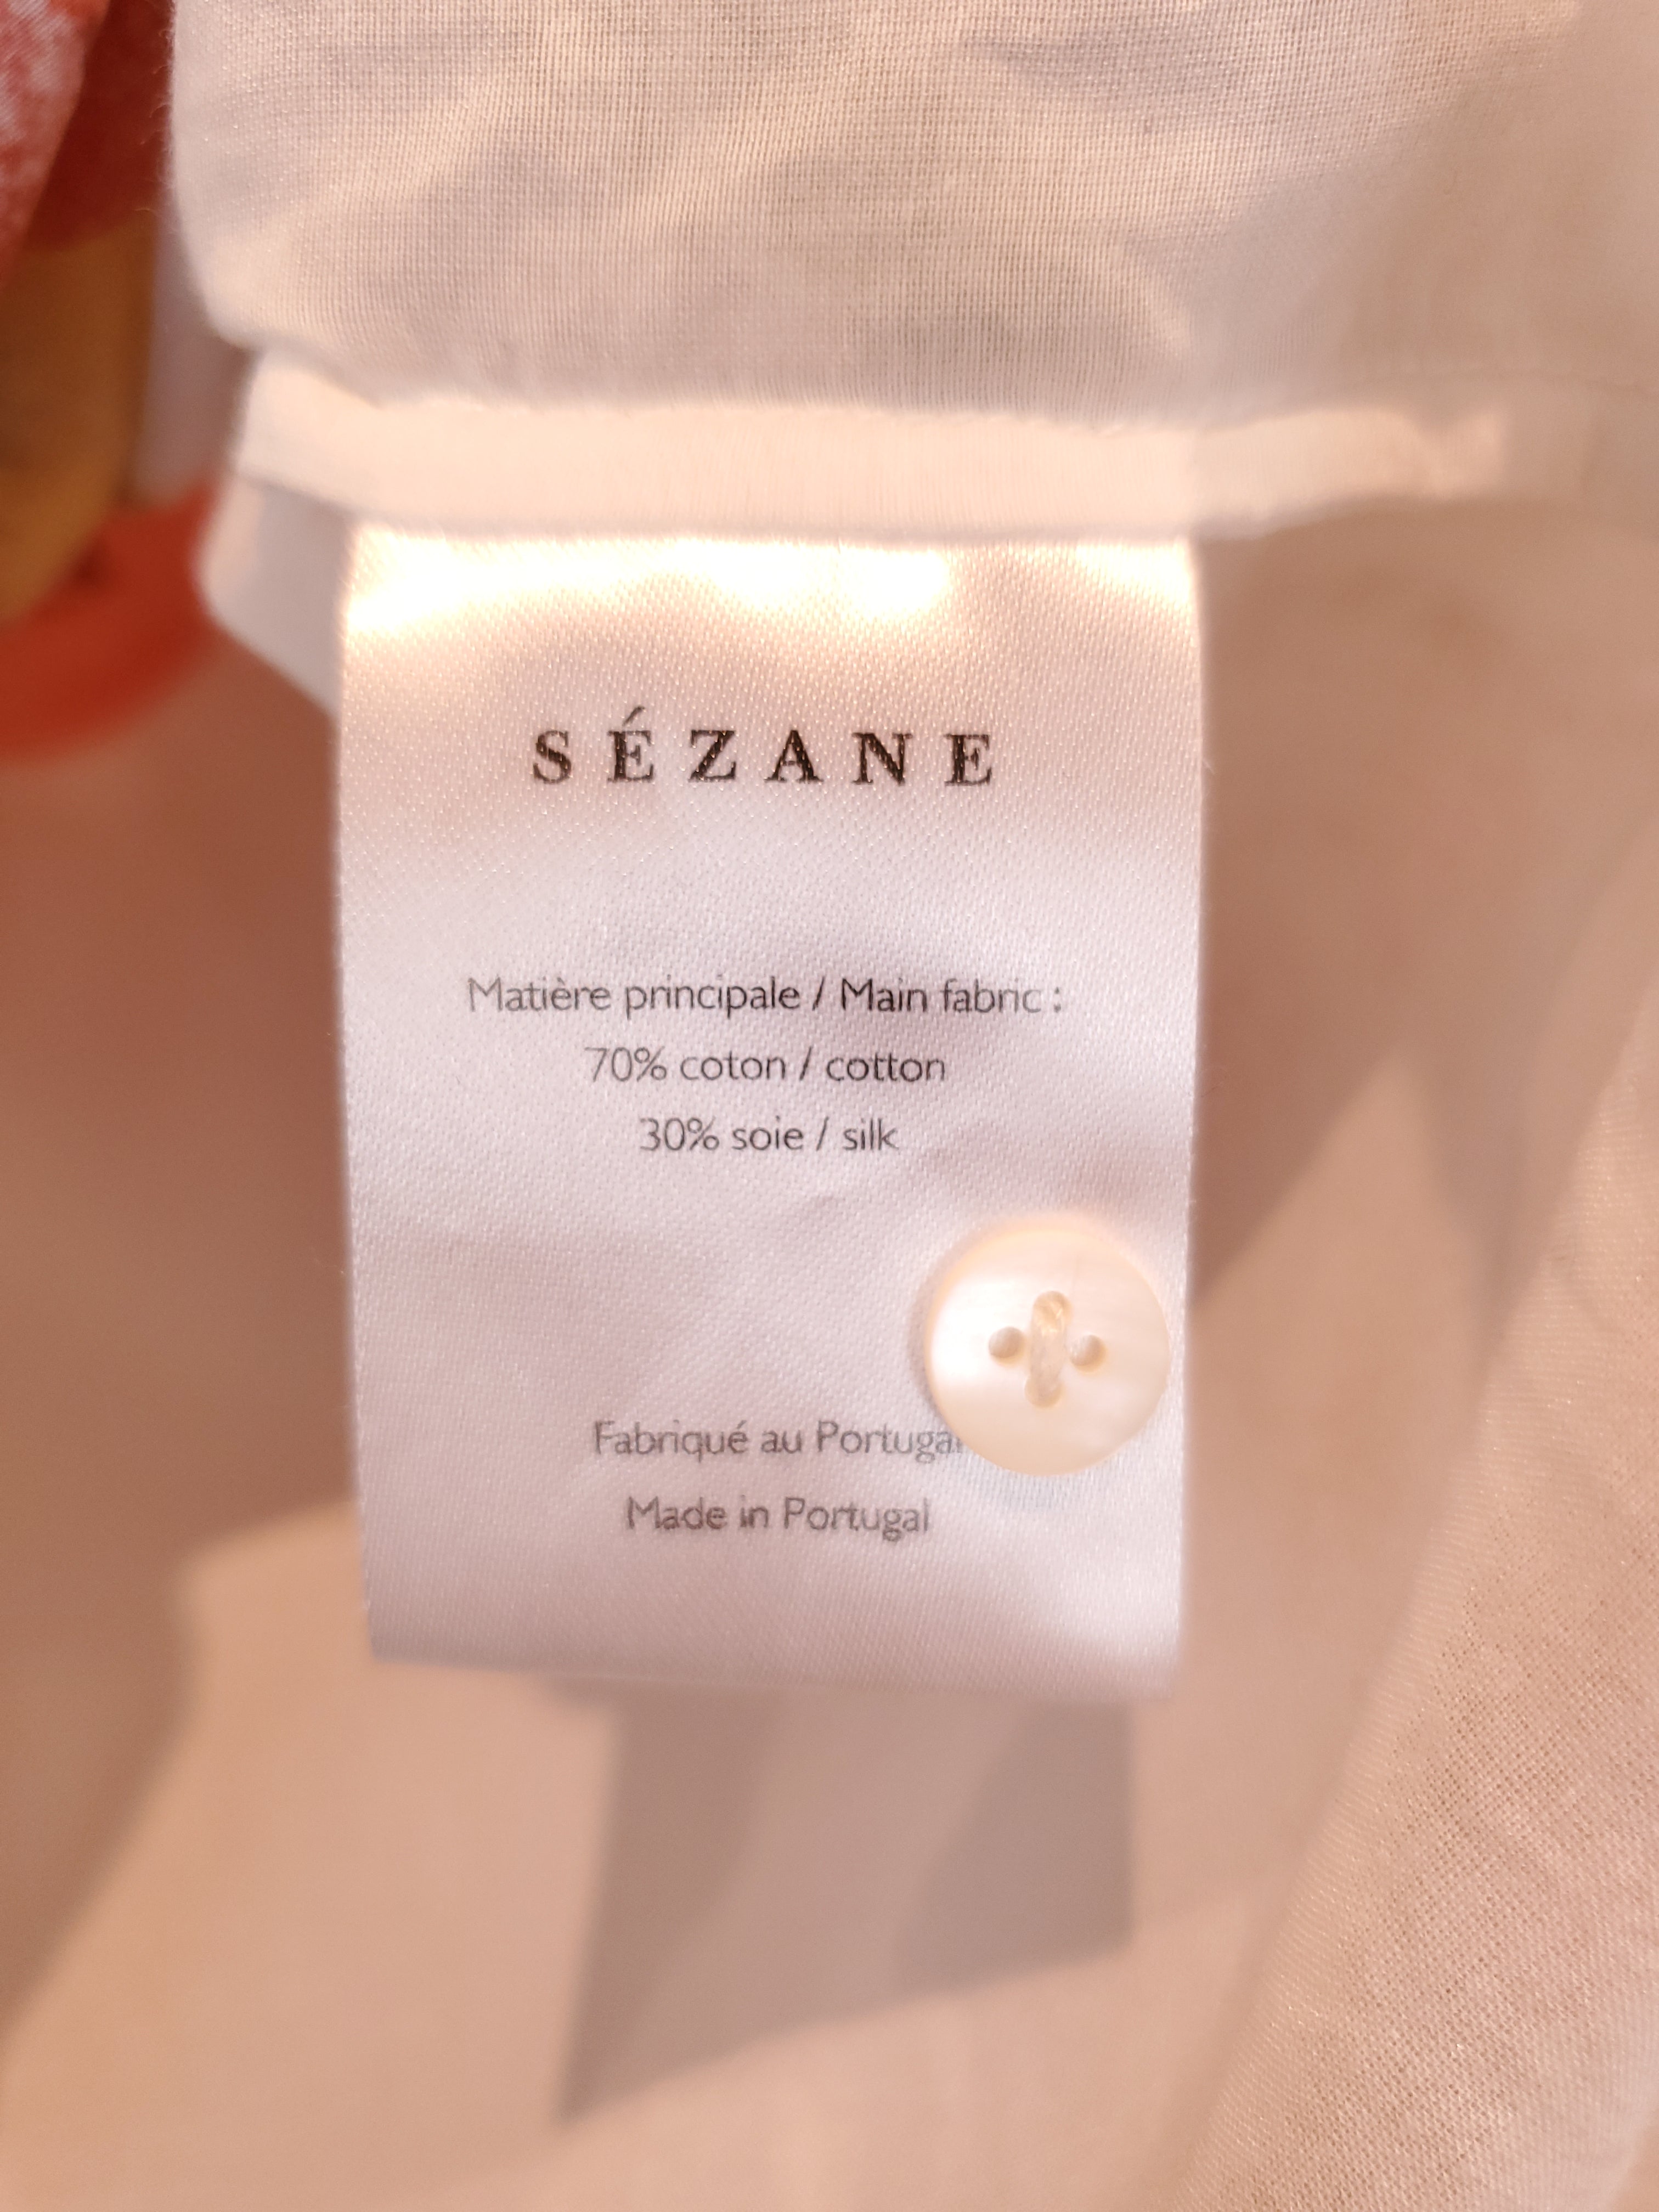 SÉZANE
Matière principale / Main fabric :
70% coton / cotton
30% soie / silk
Fabriqué au Portugal
Made in Portugal